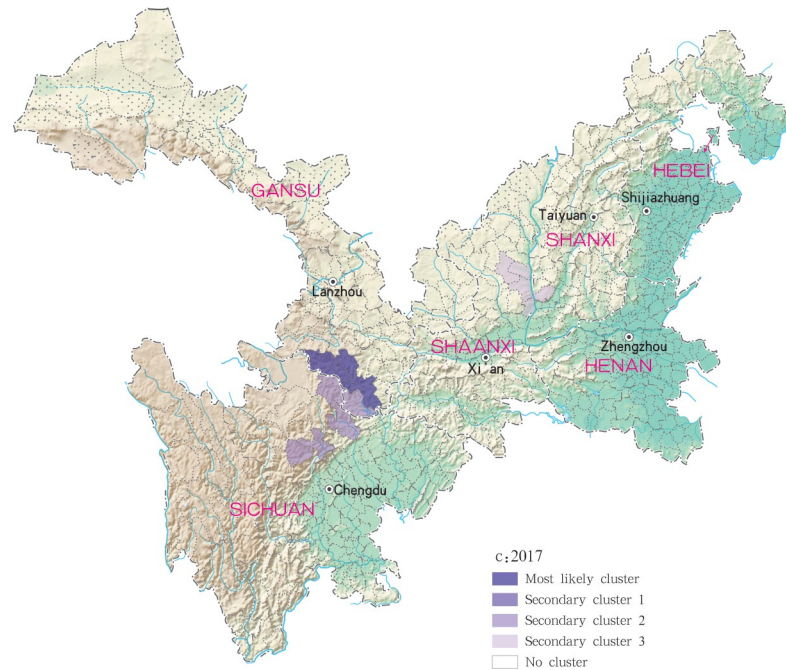 GANSU
HEBEI
Shijiazhuang
Taiyuan
SHANXI
Lanzhou
SHAANXI
Xi an
Zhengzhou
HENAN
Chengdu
SICHUAN
c:2017
Most likely cluster
Secondary cluster 1
Secondary cluster 2
Secondary cluster 3
No cluster